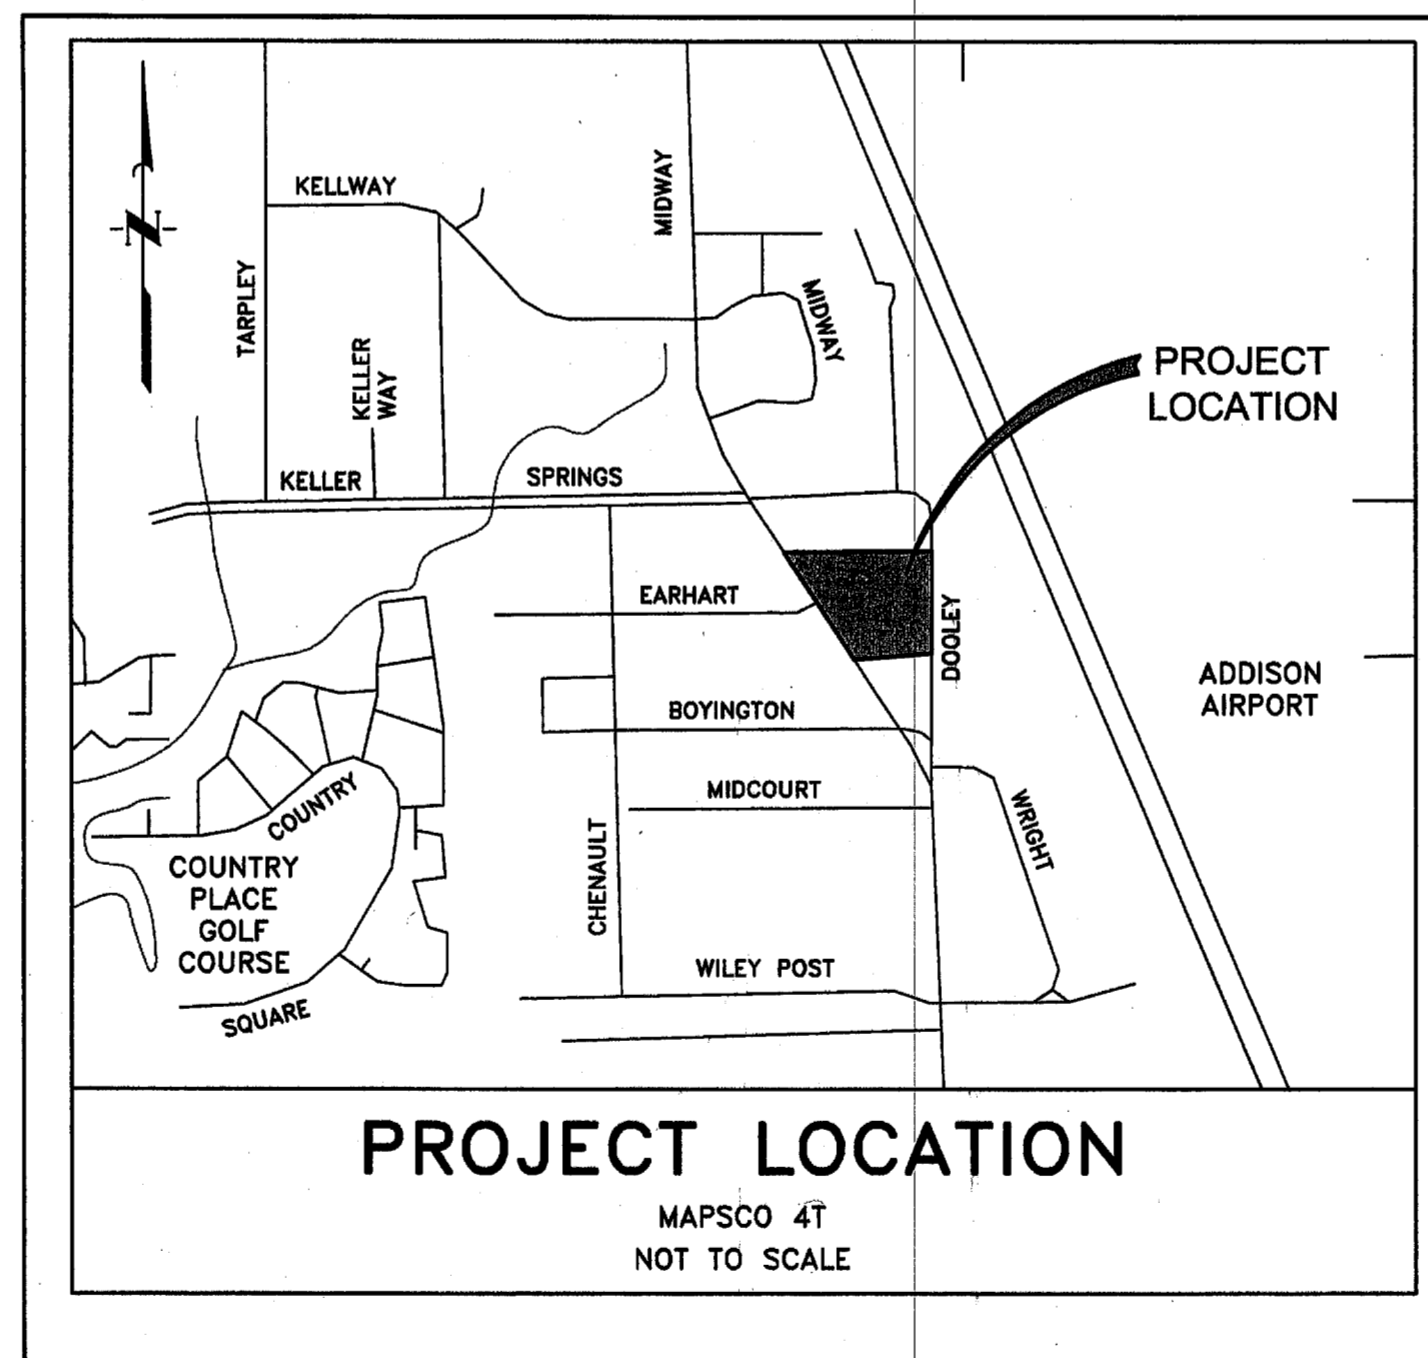 KELLWAY
MIDWAY
N
TARPLEY
MIDWAY
KELLER
WAY
PROJECT
LOCATION
KELLER SPRINGS
EARHART
DOOLEY
ADDISON
AIRPORT
BOYINGTON
MIDCOURT
WRIGHT
COUNTRY
CHENAULT
COUNTRY
PLACE
GOLF
COURSE
WILEY POST
SQUARE
PROJECT LOCATION
MAPSCO 4T
NOT TO SCALE